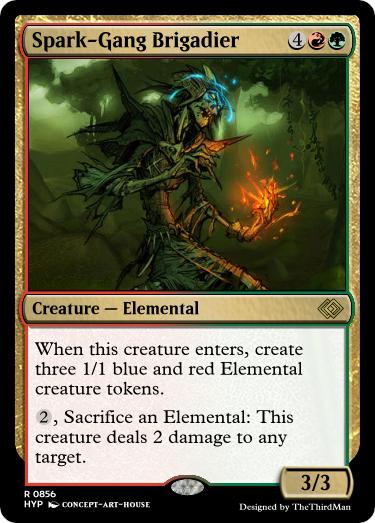 Spark-Gang Brigadier 4
Creature — Elemental
When this creature enters, create
three 1/1 blue and red Elemental
creature tokens.
2, Sacrifice an Elemental: This
creature deals 2 damage to any
target.
3/3
R 0856
HYP CONCEPT-ART-HOUSE
Designed by TheThirdMan